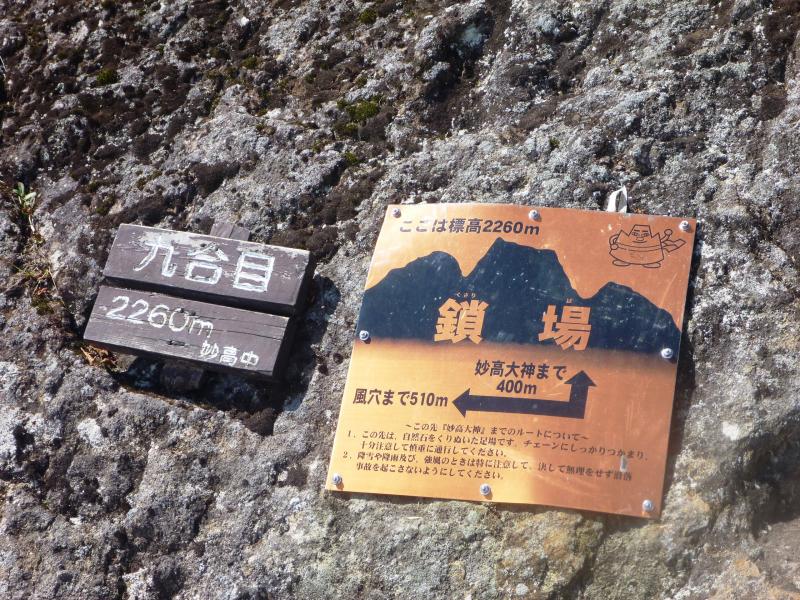 九合目
2260m
妙高中
ここは標高2260m
くさり ば
鎖場
妙高大神まで
400m
風穴まで510m
～この先『妙高大神』までのルートについて～
1．この先は、自然石をくりぬいた足場です。チェーンにしっかりつかまり、
十分注意して慎重に通行してください。
2．降雪や降雨及び、強風のときは特に注意して、決して無理をせず滑落
事故を起こさないようにしてください。